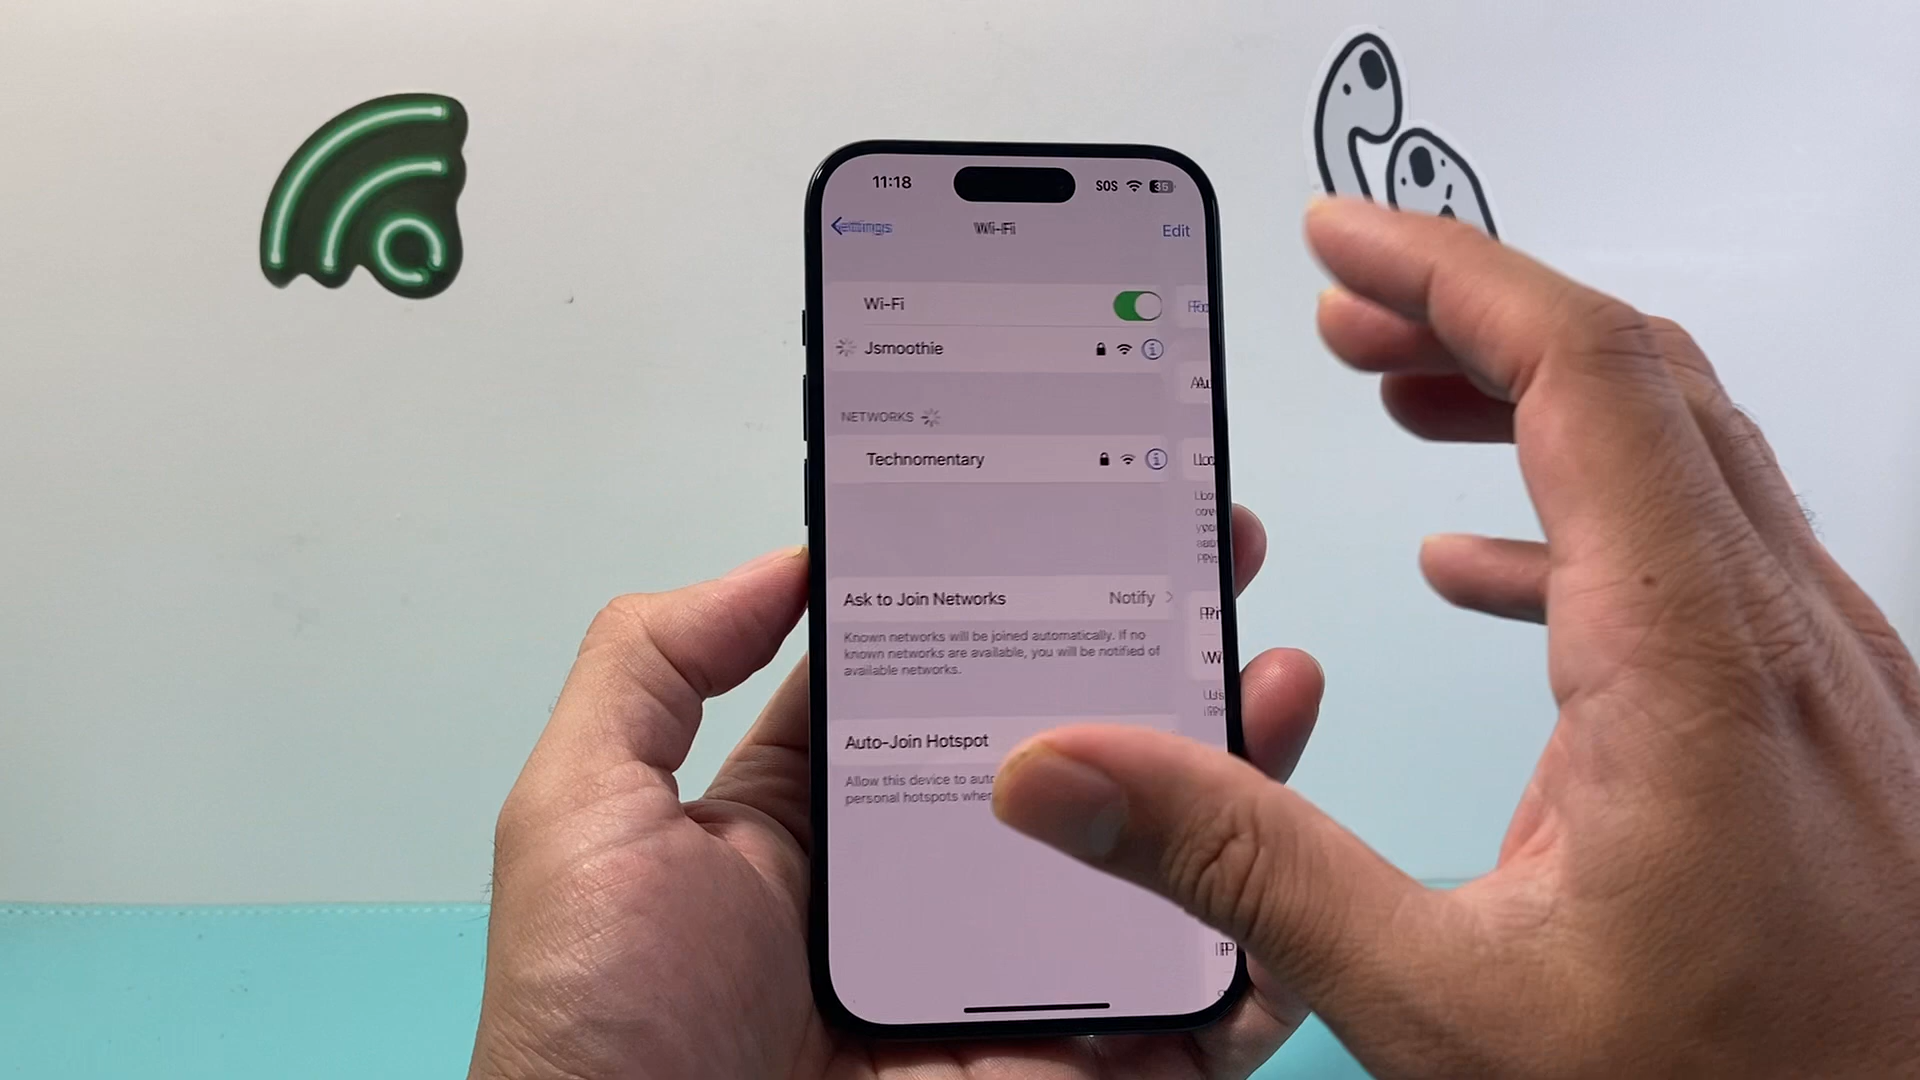 11:18
SOS
35
Settings
Wi-Fi
Edit
Wi-Fi
Jsmoothie
NETWORKS
Technomentary
Ask to Join Networks
Notify
Known networks will be joined automatically. If no
known networks are available, you will be notified of
available networks.
Auto-Join Hotspot
Allow this device to
personal hotspots